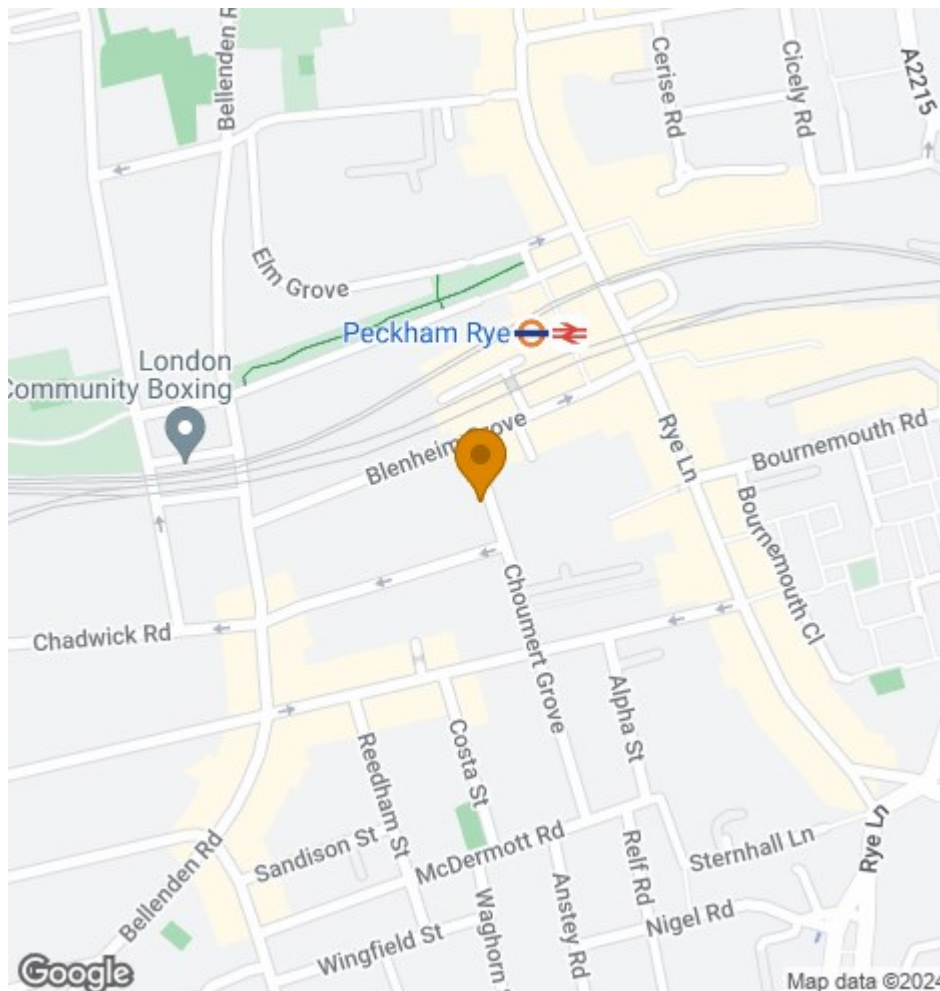 Bellenden R
Cerise Rd
Cicely Rd
A2215
Elm Grove
Peckham Rye
London
Community Boxing
Blenheim Grove
Rye Ln
Bournemouth Rd
Bournemouth Cl
Choumert Grove
Chadwick Rd
Alpha St
Costa St
Reedham St
Sandison St
McDermott Rd
Sternhall Ln
Relf Rd
Rye Ln
Bellenden Rd
Waghorn S
Anstey Rd
Nigel Rd
Wingfield St
Google
Map data ©2024